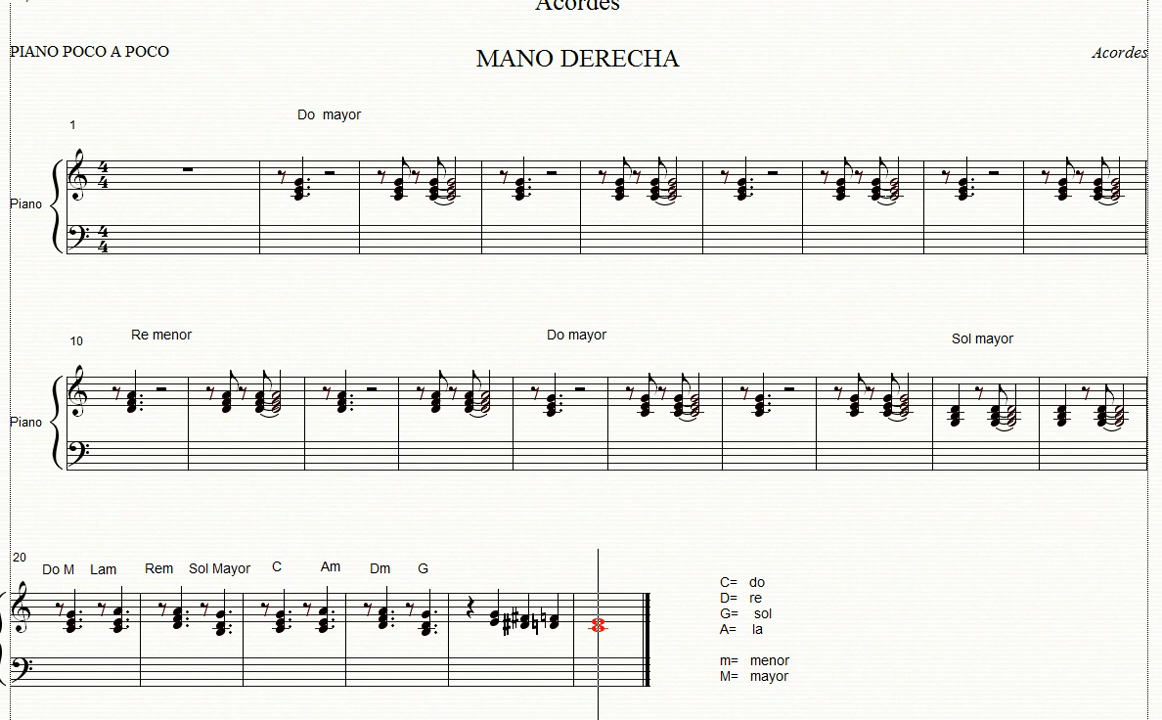 Acordes
PIANO POCO A POCO
MANO DERECHA
Acordes
Do mayor
1
Piano
10
Re menor
Do mayor
Sol mayor
Piano
20
Do M Lam Rem Sol Mayor C Am Dm G
C= do
D= re
G= sol
A= la
m= menor
M= mayor